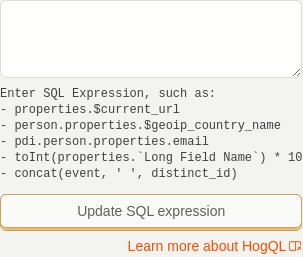 Enter SQL Expression, such as:
- properties.$current_url
- person.properties.$geoip_country_name
- pdi.person.properties.email
- toInt(properties.`Long Field Name`) * 10
- concat(event, ' ', distinct_id)
Update SQL expression
Learn more about HogQL